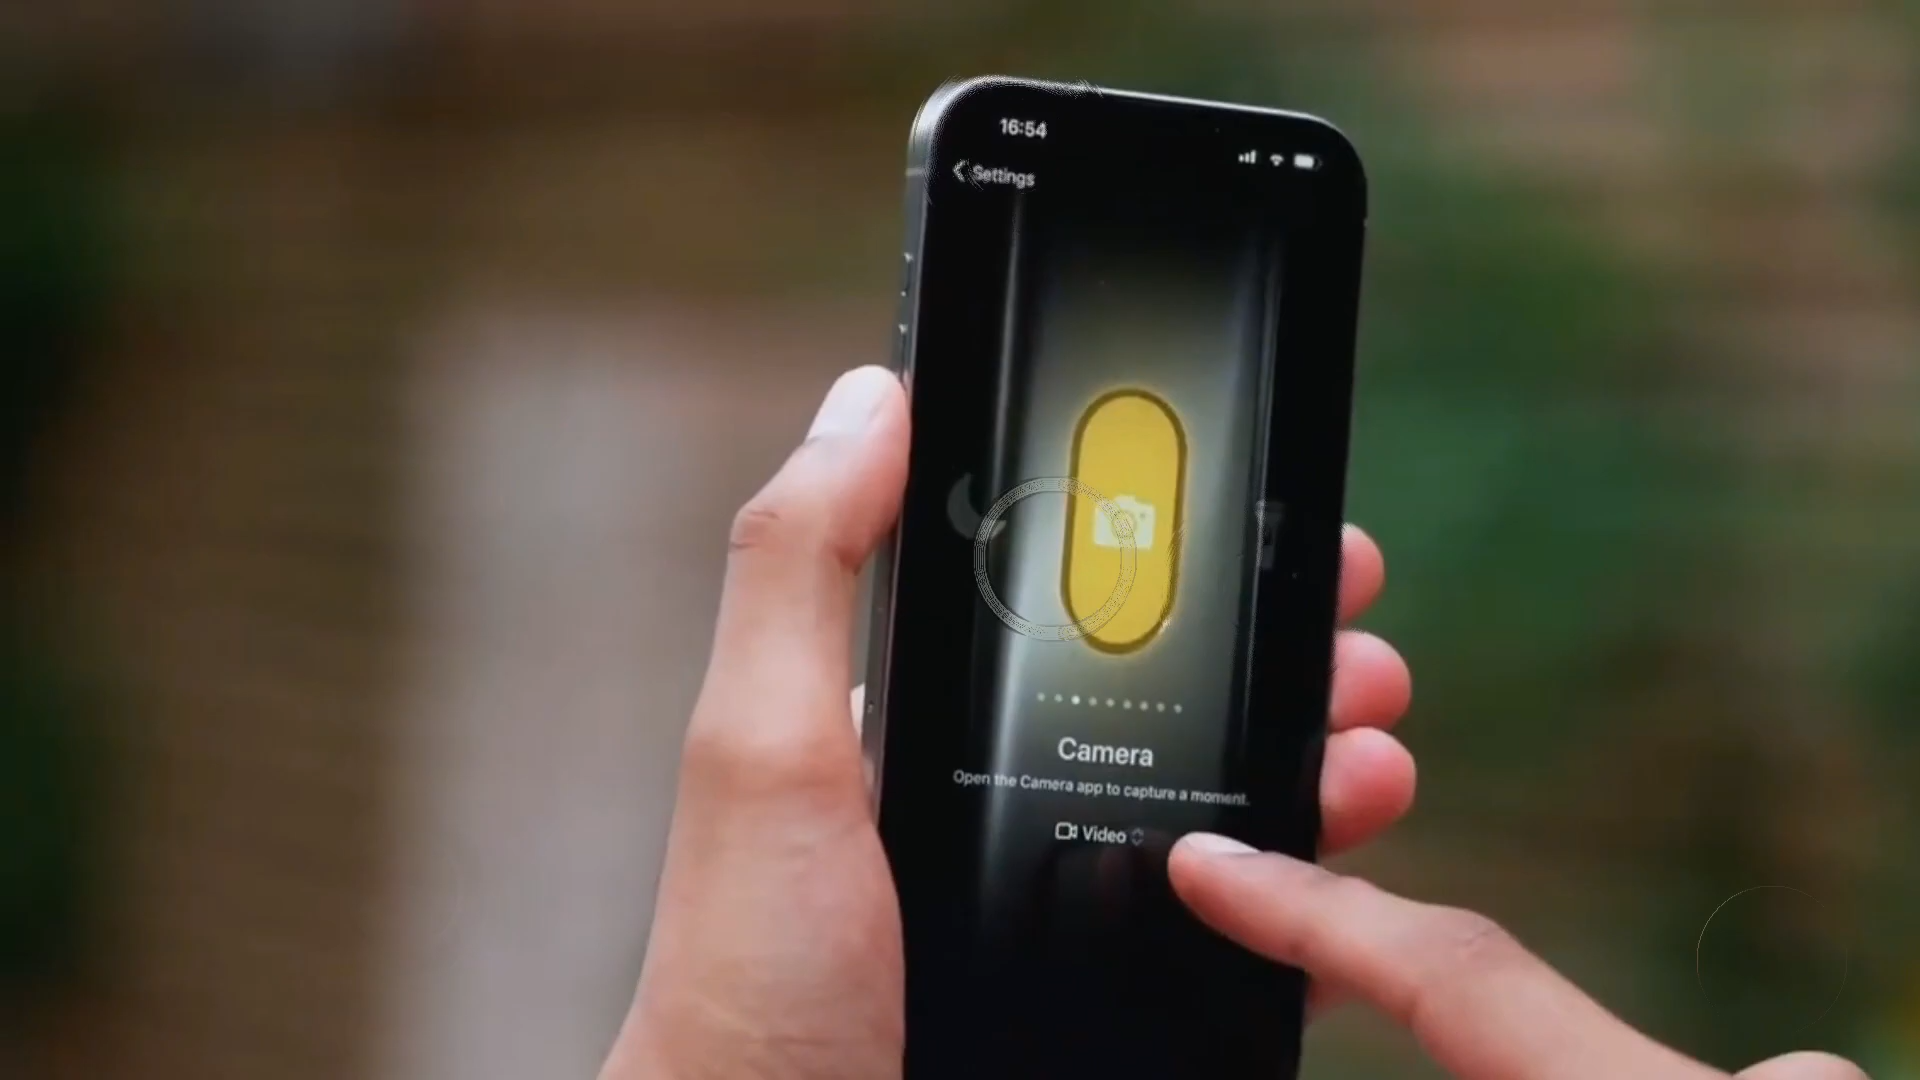 16:54
Settings
Camera
Open the Camera app to capture a moment.
Video